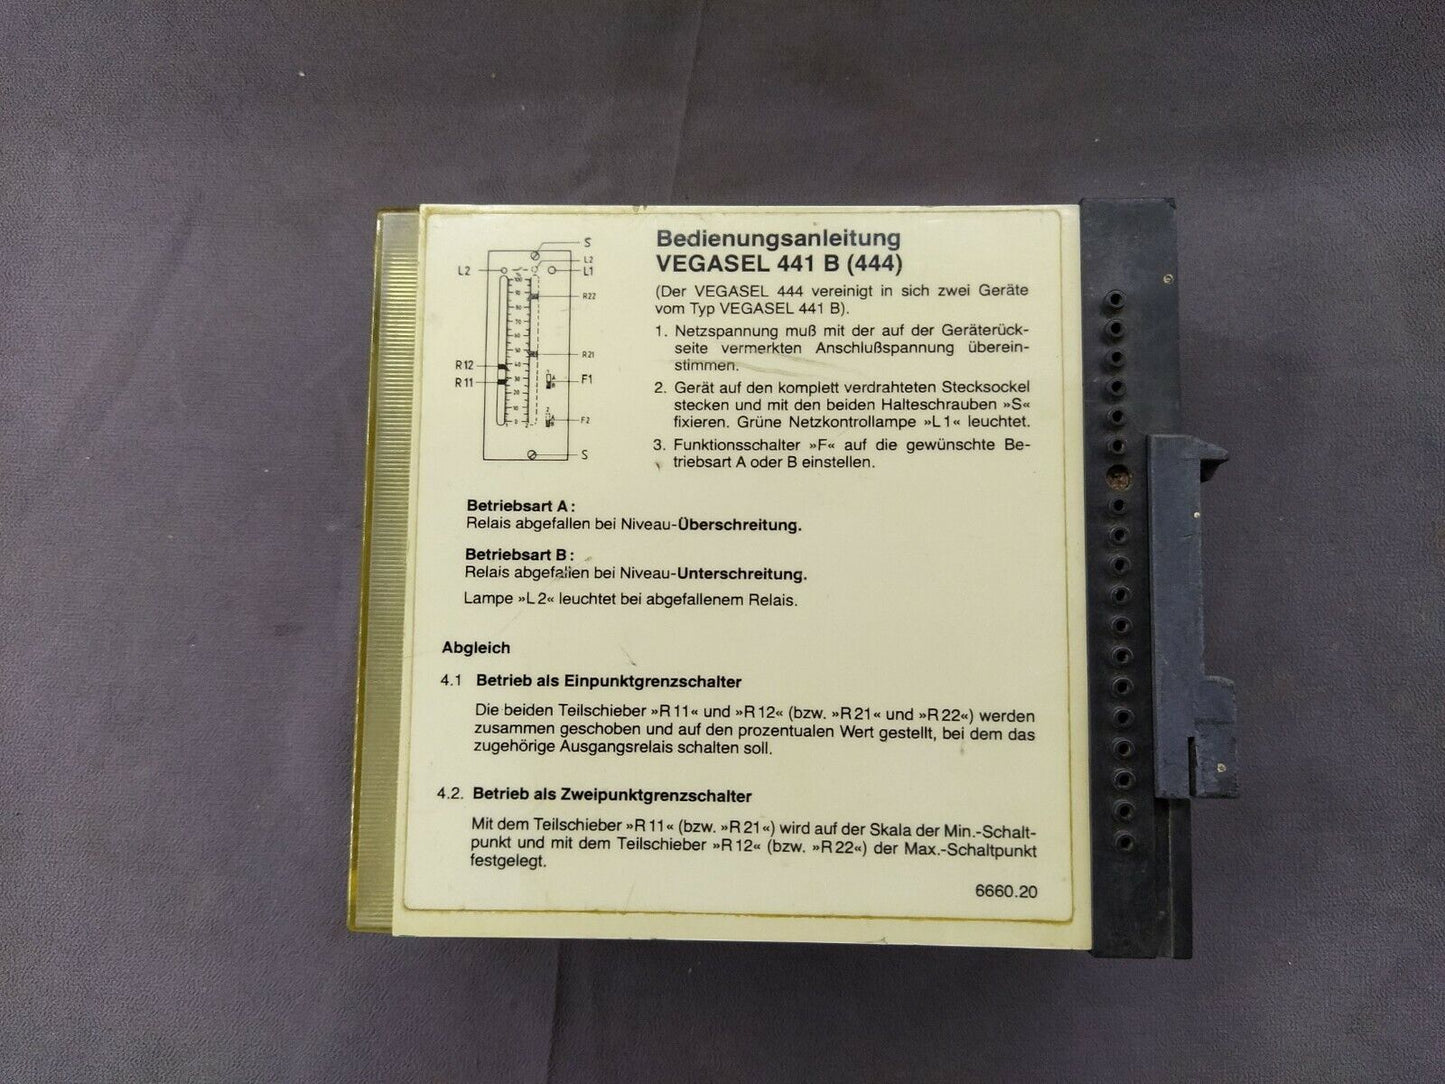 S
L2
L2
L1
R22
R21
R12
R11
F1
F2
S
Bedienungsanleitung
VEGASEL 441 B (444)
(Der VEGASEL 444 vereinigt in sich zwei Geräte
vom Typ VEGASEL 441 B).
1. Netzspannung muß mit der auf der Geräterück-
seite vermerkten Anschlußspannung überein-
stimmen.
2. Gerät auf den komplett verdrahteten Stecksockel
stecken und mit den beiden Halteschrauben »S«
fixieren. Grüne Netzkontrollampe »L1« leuchtet.
3. Funktionsschalter »F« auf die gewünschte Be-
triebsart A oder B einstellen.
Betriebsart A:
Relais abgefallen bei Niveau-Überschreitung.
Betriebsart B:
Relais abgefallen bei Niveau-Unterschreitung.
Lampe »L2« leuchtet bei abgefallenem Relais.
Abgleich
4.1 Betrieb als Einpunktgrenzschalter
Die beiden Teilschieber »R11« und »R12« (bzw. »R21« und »R22«) werden
zusammen geschoben und auf den prozentualen Wert gestellt, bei dem das
zugehörige Ausgangsrelais schalten soll.
4.2. Betrieb als Zweipunktgrenzschalter
Mit dem Teilschieber »R11« (bzw. »R21«) wird auf der Skala der Min.-Schalt-
punkt und mit dem Teilschieber »R12« (bzw. »R22«) der Max.-Schaltpunkt
festgelegt.
6660.20